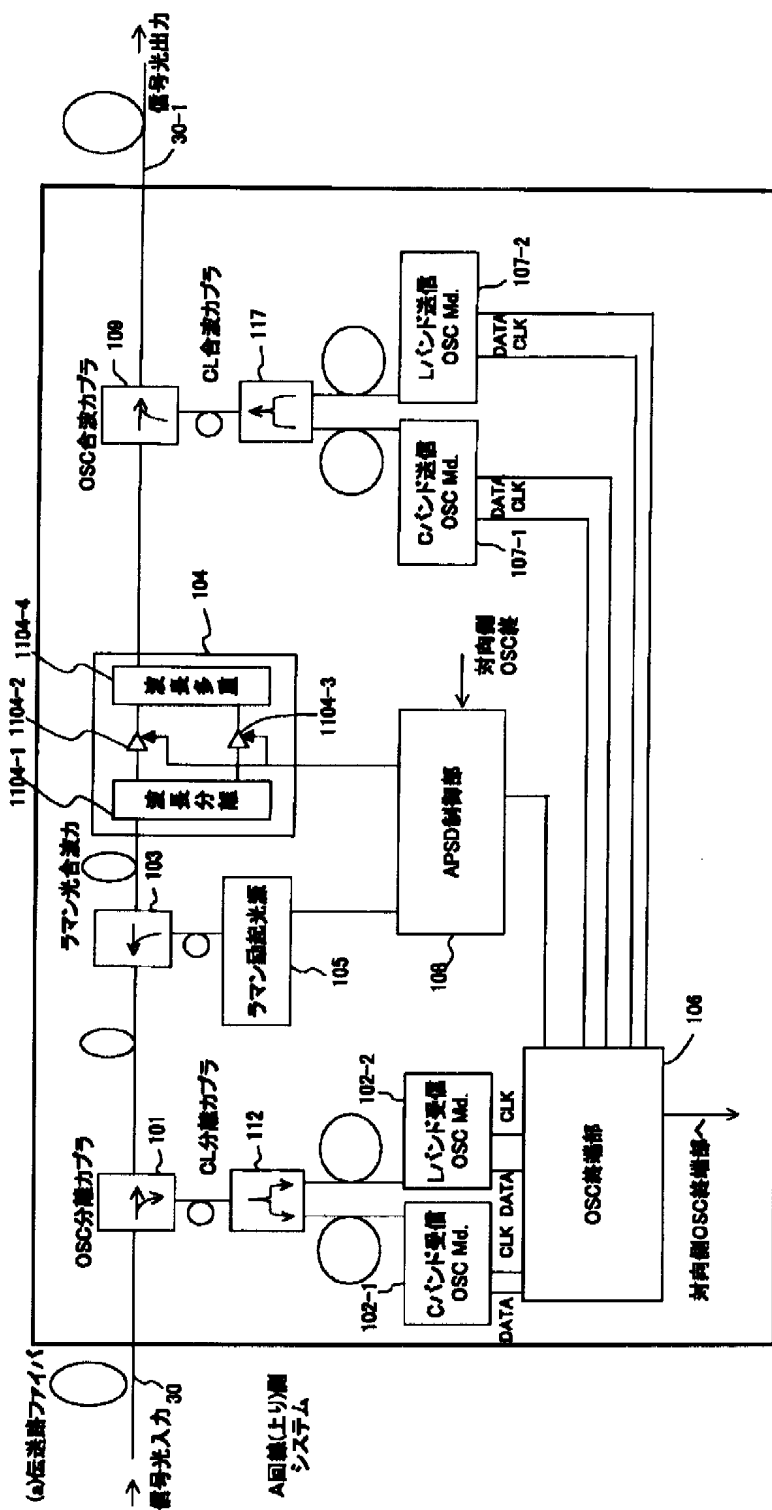 (a)伝送路ファイバ
信号光入力
30
A回線(上り)側
システム
OSC分離カプラ
101
CL分離カプラ
112
102-1
Cバンド受信
OSC Md.
102-2
Lバンド受信
OSC Md.
DATA
CLK
DATA
CLK
OSC終端部
106
対向側OSC終端部へ
ラマン光合波カ
103
ラマン励起光源
105
1104-1
1104-2
1104-4
104
波長分離
波長多重
1104-3
APSD制御部
108
対向側
OSC終
OSC合波カプラ
109
CL合波カプラ
117
Cバンド送信
OSC Md.
107-1
Lバンド送信
OSC Md.
107-2
DATA
CLK
DATA
CLK
信号光出力
30-1